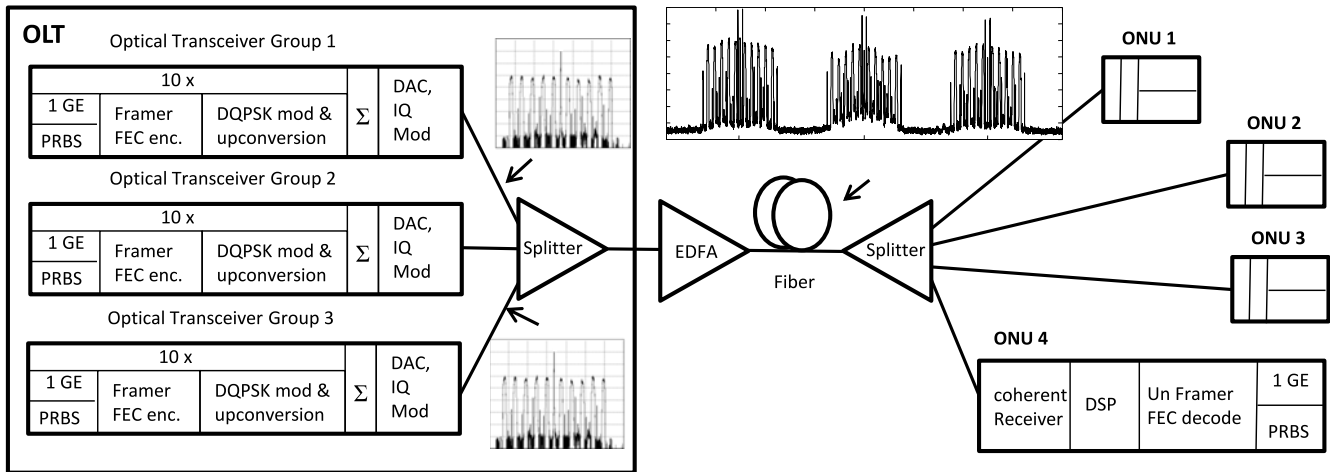 OLT
Optical Transceiver Group 1
10 x
1 GE
PRBS
Framer
FEC enc.
DQPSK mod &
upconversion
Σ
DAC,
IQ
Mod
Optical Transceiver Group 2
10 x
1 GE
PRBS
Framer
FEC enc.
DQPSK mod &
upconversion
Σ
DAC,
IQ
Mod
Optical Transceiver Group 3
10 x
1 GE
PRBS
Framer
FEC enc.
DQPSK mod &
upconversion
Σ
DAC,
IQ
Mod
Splitter
EDFA
Fiber
Splitter
ONU 1
ONU 2
ONU 3
ONU 4
coherent
Receiver
DSP
Un Framer
FEC decode
1 GE
PRBS